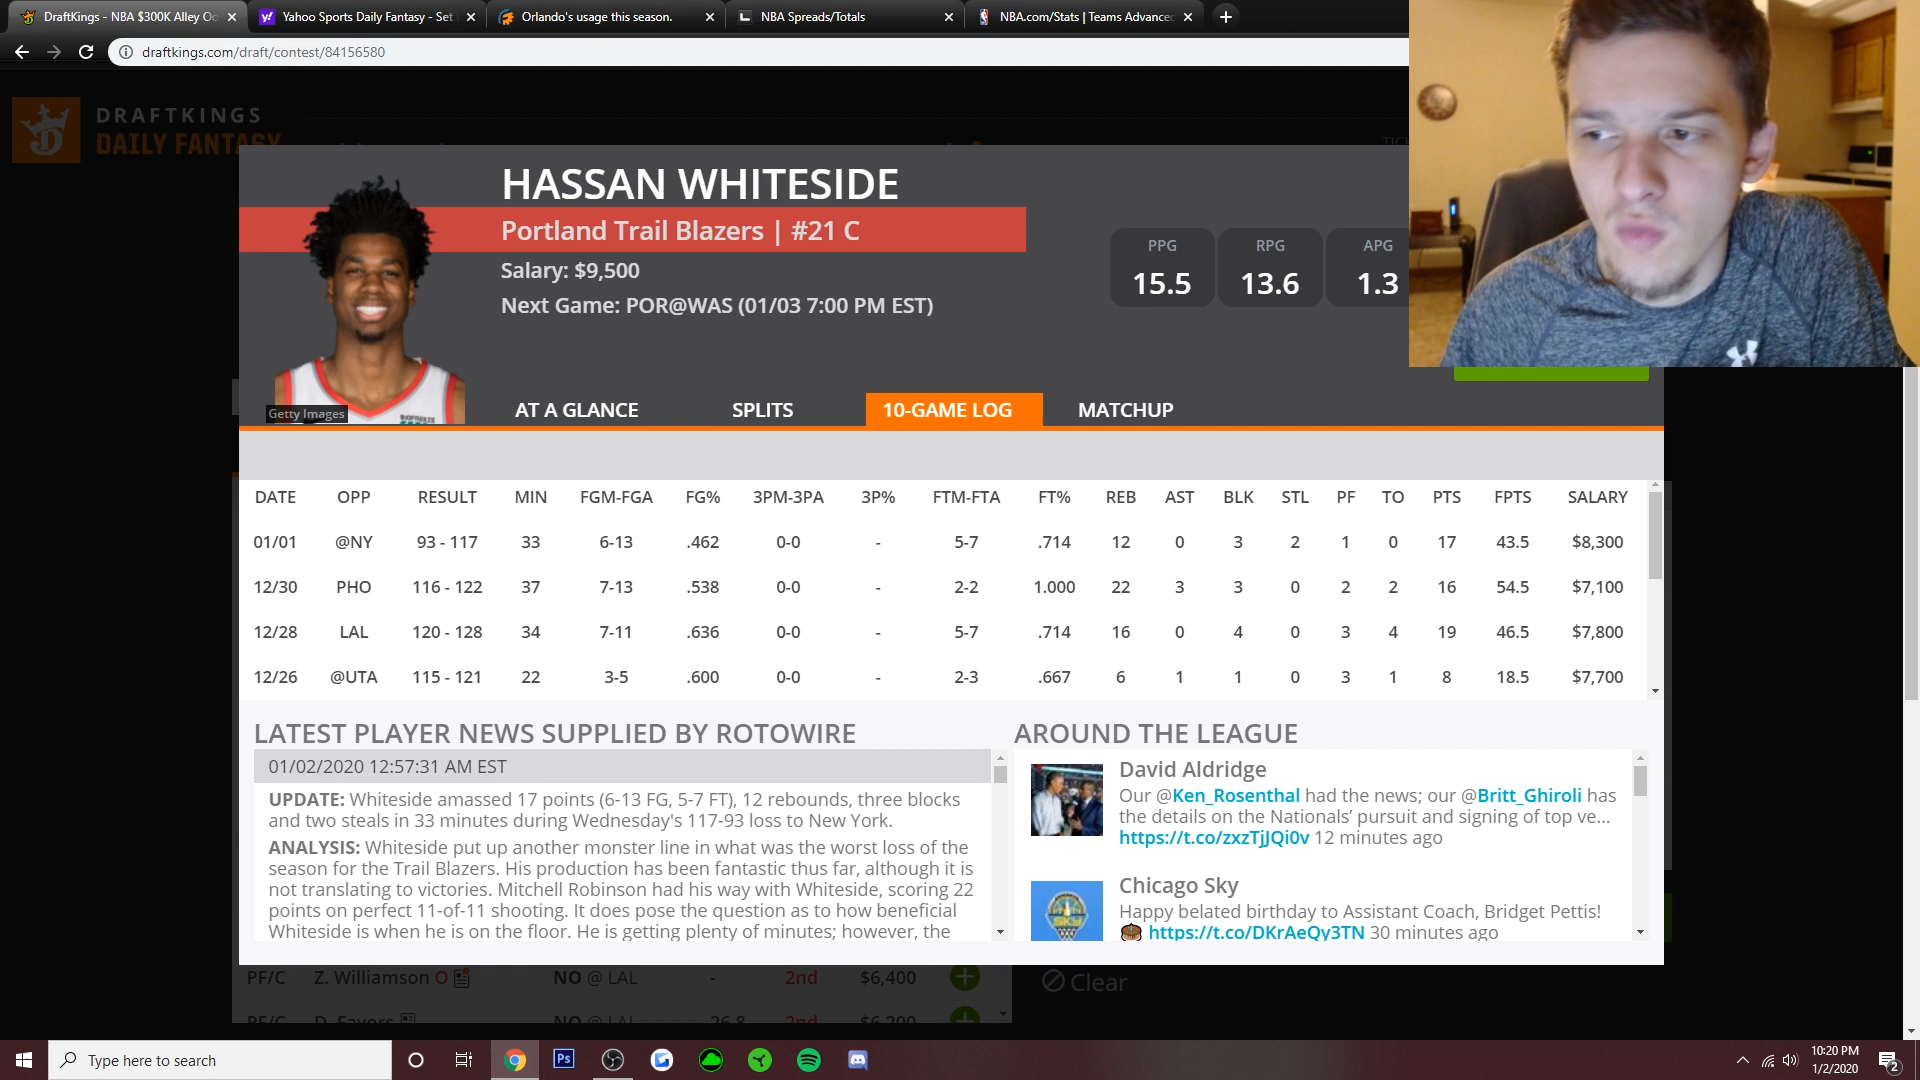 DraftKings - NBA $300K Alley Oo
Yahoo Sports Daily Fantasy - Set
Orlando's usage this season.
NBA Spreads/Totals
NBA.com/Stats | Teams Advance
draftkings.com/draft/contest/84156580
DRAFTKINGS
DAILY FANTASY
HASSAN WHITESIDE
Portland Trail Blazers | #21 C
Salary: $9,500
Next Game: POR@WAS (01/03 7:00 PM EST)
PPG RPG APG
15.5 13.6 1.3
Getty Images
AT A GLANCE SPLITS 10-GAME LOG MATCHUP
DATE OPP RESULT MIN FGM-FGA FG% 3PM-3PA 3P% FTM-FTA FT% REB AST BLK STL PF TO PTS FPTS SALARY
01/01 @NY 93 - 117 33 6-13 .462 0-0 - 5-7 .714 12 0 3 2 1 0 17 43.5 $8,300
12/30 PHO 116 - 122 37 7-13 .538 0-0 - 2-2 1.000 22 3 3 0 2 2 16 54.5 $7,100
12/28 LAL 120 - 128 34 7-11 .636 0-0 - 5-7 .714 16 0 4 0 3 4 19 46.5 $7,800
12/26 @UTA 115 - 121 22 3-5 .600 0-0 - 2-3 .667 6 1 1 0 3 1 8 18.5 $7,700
LATEST PLAYER NEWS SUPPLIED BY ROTOWIRE
01/02/2020 12:57:31 AM EST
UPDATE: Whiteside amassed 17 points (6-13 FG, 5-7 FT), 12 rebounds, three blocks
and two steals in 33 minutes during Wednesday's 117-93 loss to New York.
ANALYSIS: Whiteside put up another monster line in what was the worst loss of the
season for the Trail Blazers. His production has been fantastic thus far, although it is
not translating to victories. Mitchell Robinson had his way with Whiteside, scoring 22
points on perfect 11-of-11 shooting. It does pose the question as to how beneficial
Whiteside is when he is on the floor. He is getting plenty of minutes; however, the
AROUND THE LEAGUE
David Aldridge
Our @Ken_Rosenthal had the news; our @Britt_Ghiroli has
the details on the Nationals' pursuit and signing of top ve...
https://t.co/zxzTjJQi0v 12 minutes ago
Chicago Sky
Happy belated birthday to Assistant Coach, Bridget Pettis!
https://t.co/DKrAeQy3TN 30 minutes ago
PF/C Z. Williamson O NO @ LAL - 2nd $6,400
Clear
PF/C D. Favors NO @ LAL 26.8 2nd $6,200
Type here to search
Ps
10:20 PM
1/2/2020
2